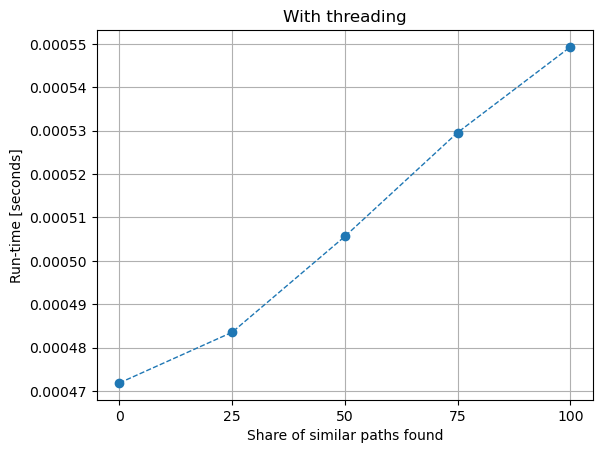 With threading
0.00055
0.00054
0.00053
0.00052
0.00051
0.00050
0.00049
0.00048
0.00047
Run-time [seconds]
0 25 50 75 100
Share of similar paths found